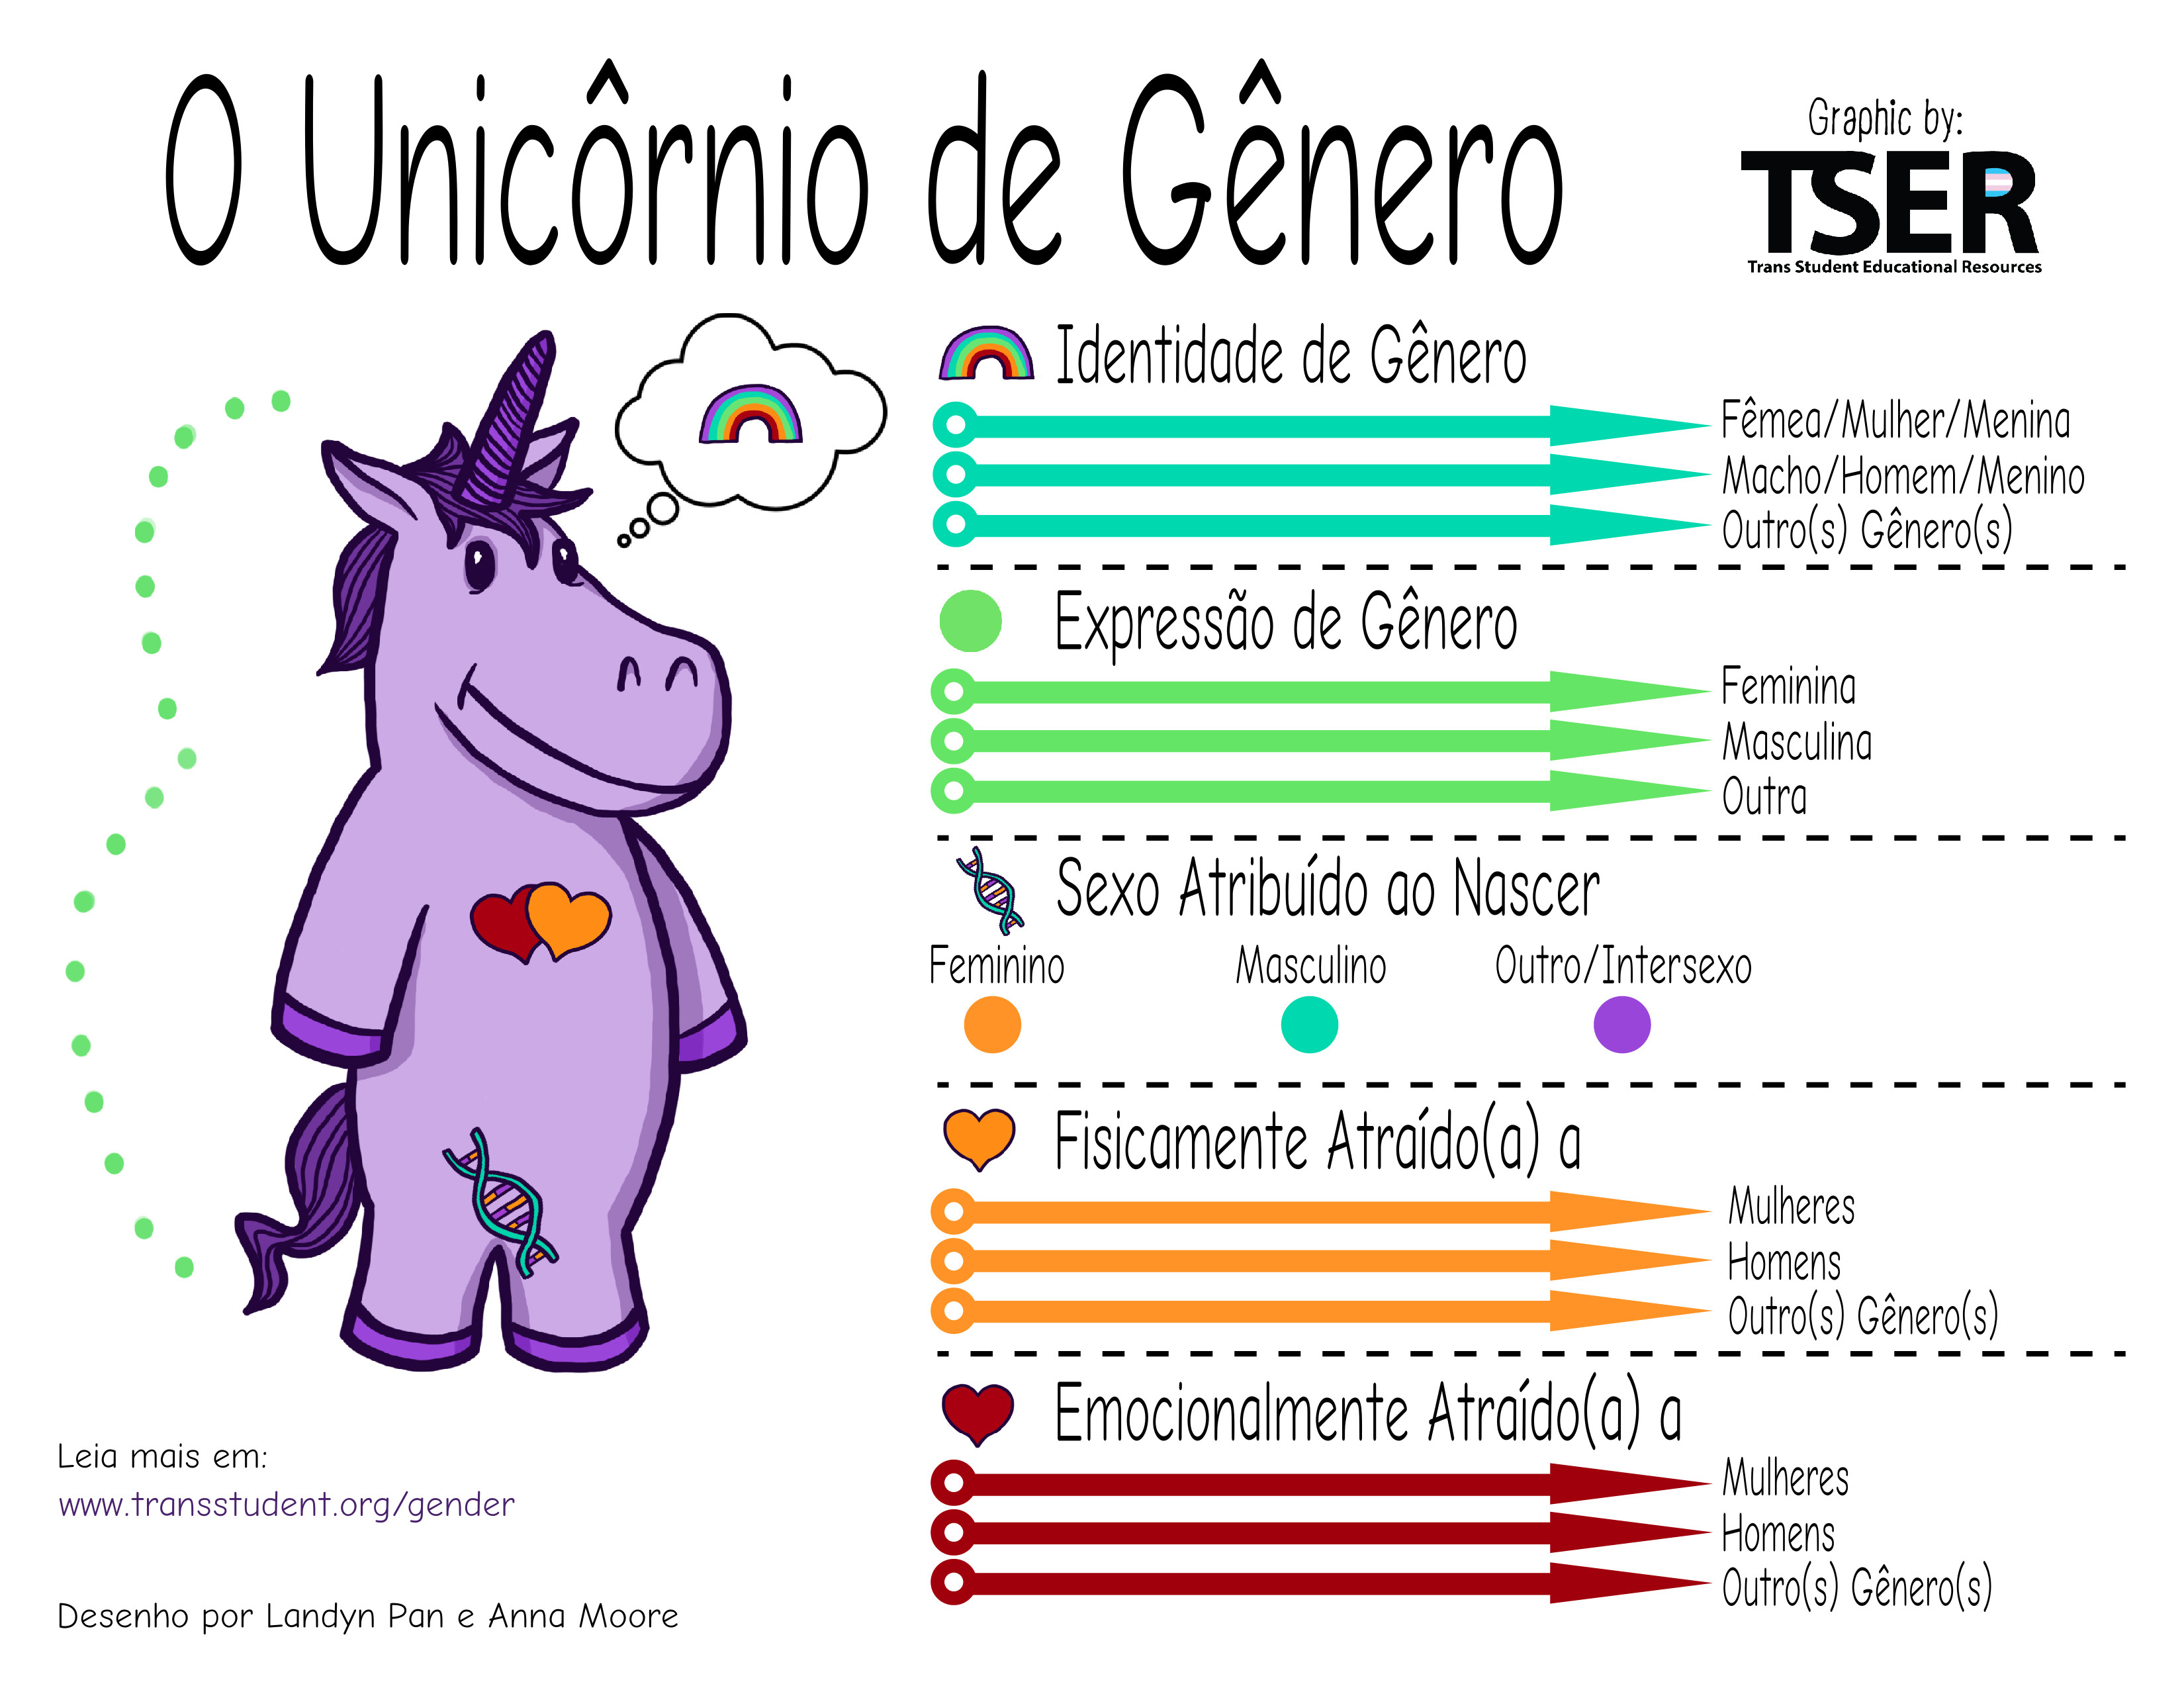 O Unicôrnio de Gênero
Graphic by:
TSER
Trans Student Educational Resources
Identidade de Gênero
Fêmea/Mulher/Menina
Macho/Homem/Menino
Outro(s) Gênero(s)
Expressão de Gênero
Feminina
Masculina
Outra
Sexo Atribuído ao Nascer
Feminino
Masculino
Outro/Intersexo
Fisicamente Atraído(a) a
Mulheres
Homens
Outro(s) Gênero(s)
Emocionalmente Atraído(a) a
Mulheres
Homens
Outro(s) Gênero(s)
Leia mais em:
www.transstudent.org/gender
Desenho por Landyn Pan e Anna Moore